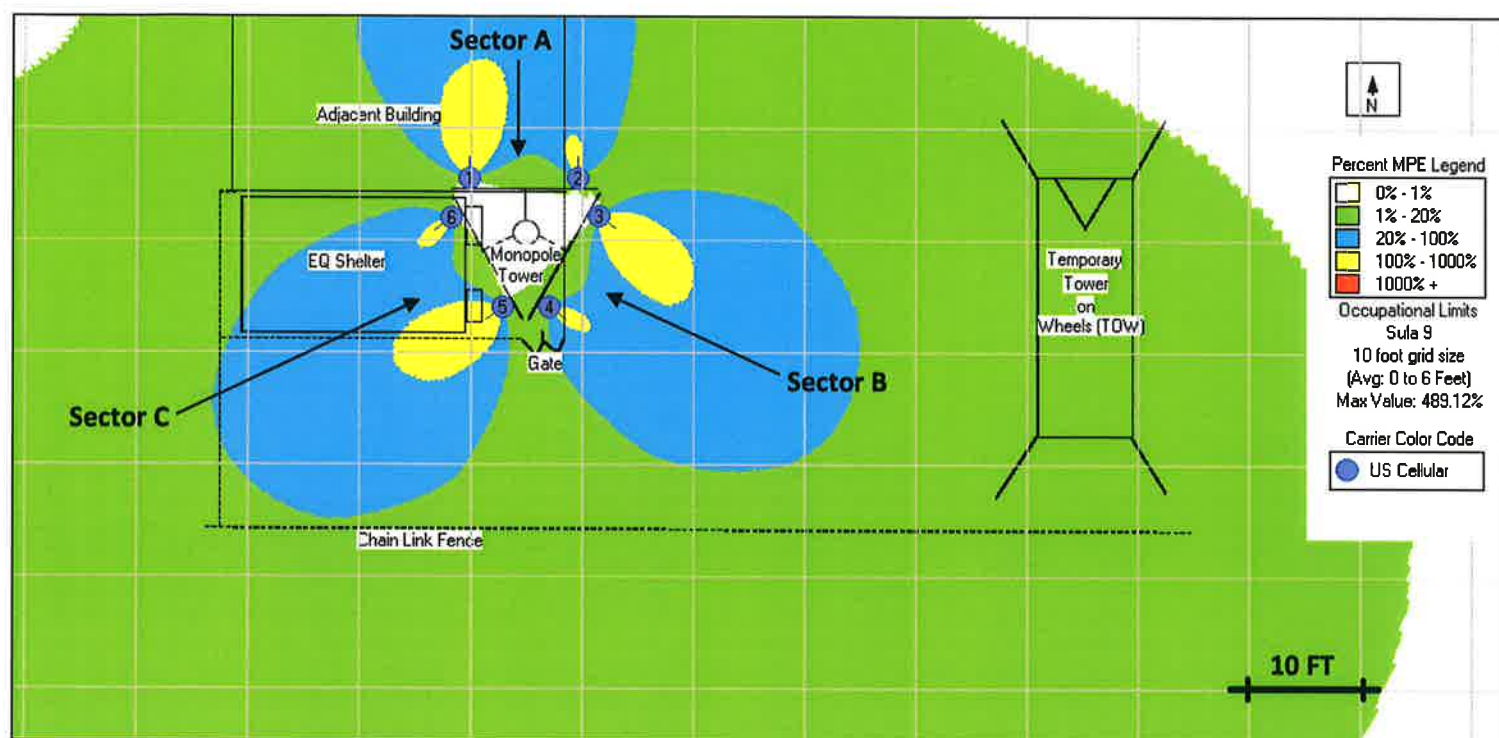 Sector A
Adjacent Building
1
2
N
Percent MPE Legend
0% - 1%
1% - 20%
20% - 100%
100% - 1000%
1000% +
Occupational Limits
Sula 9
10 foot grid size
(Avg: 0 to 6 Feet)
Max Value: 489.12%
Carrier Color Code
US Cellular
6
3
EQ Shelter
Monopole
Tower
Temporary
Tower
on
Wheels (TOW)
5
4
Gate
Sector B
Sector C
Chain Link Fence
10 FT